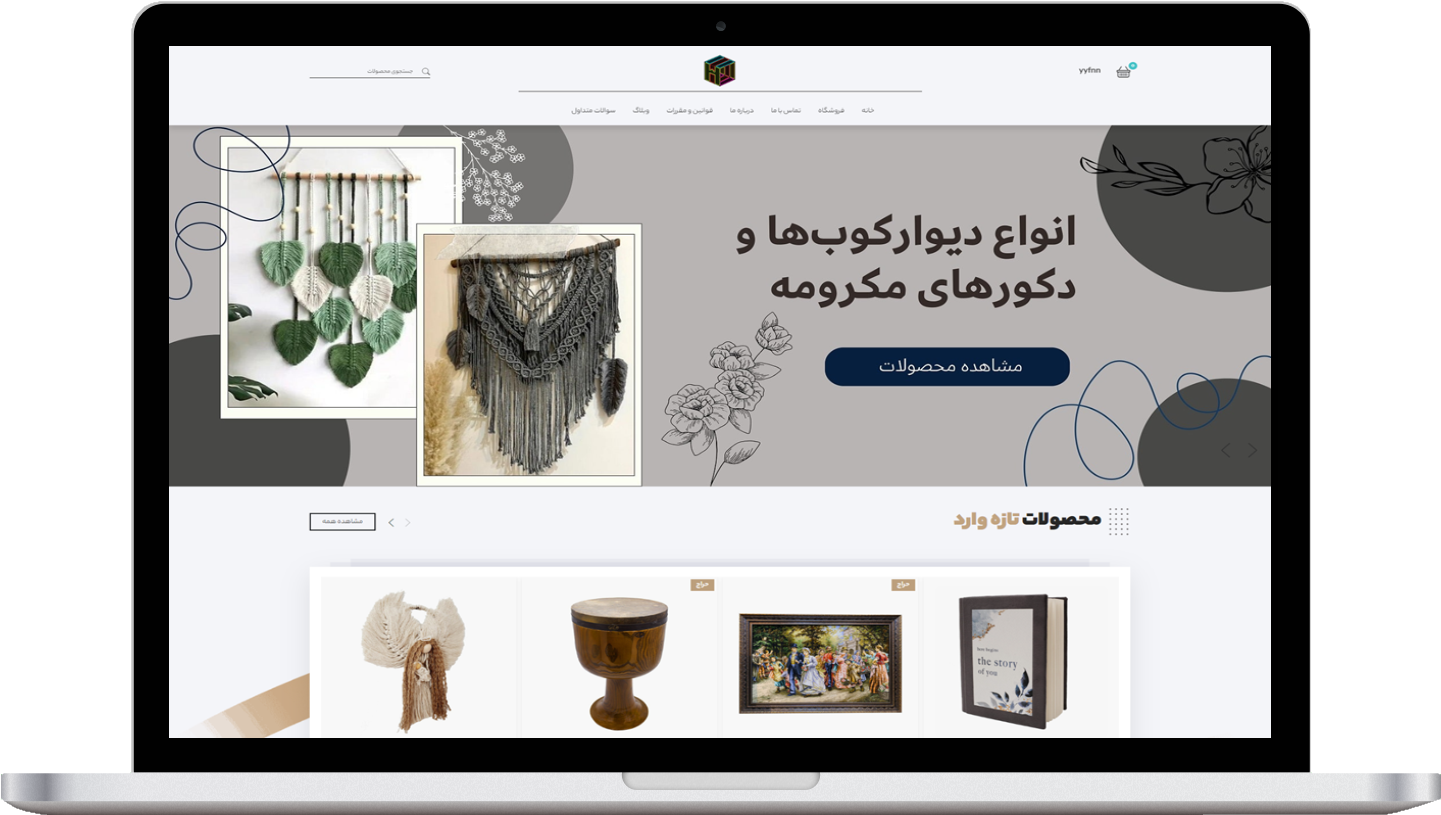 yyfnn
جستجوی محصولات
خانه
فروشگاه
تماس با ما
درباره ما
قوانین و مقررات
وبلاگ
سوالات متداول
انواع دیوارکوب‌ها و
دکورهای مکرومه
مشاهده محصولات
محصولات تازه وارد
مشاهده همه
حراج
حراج
the story
of you